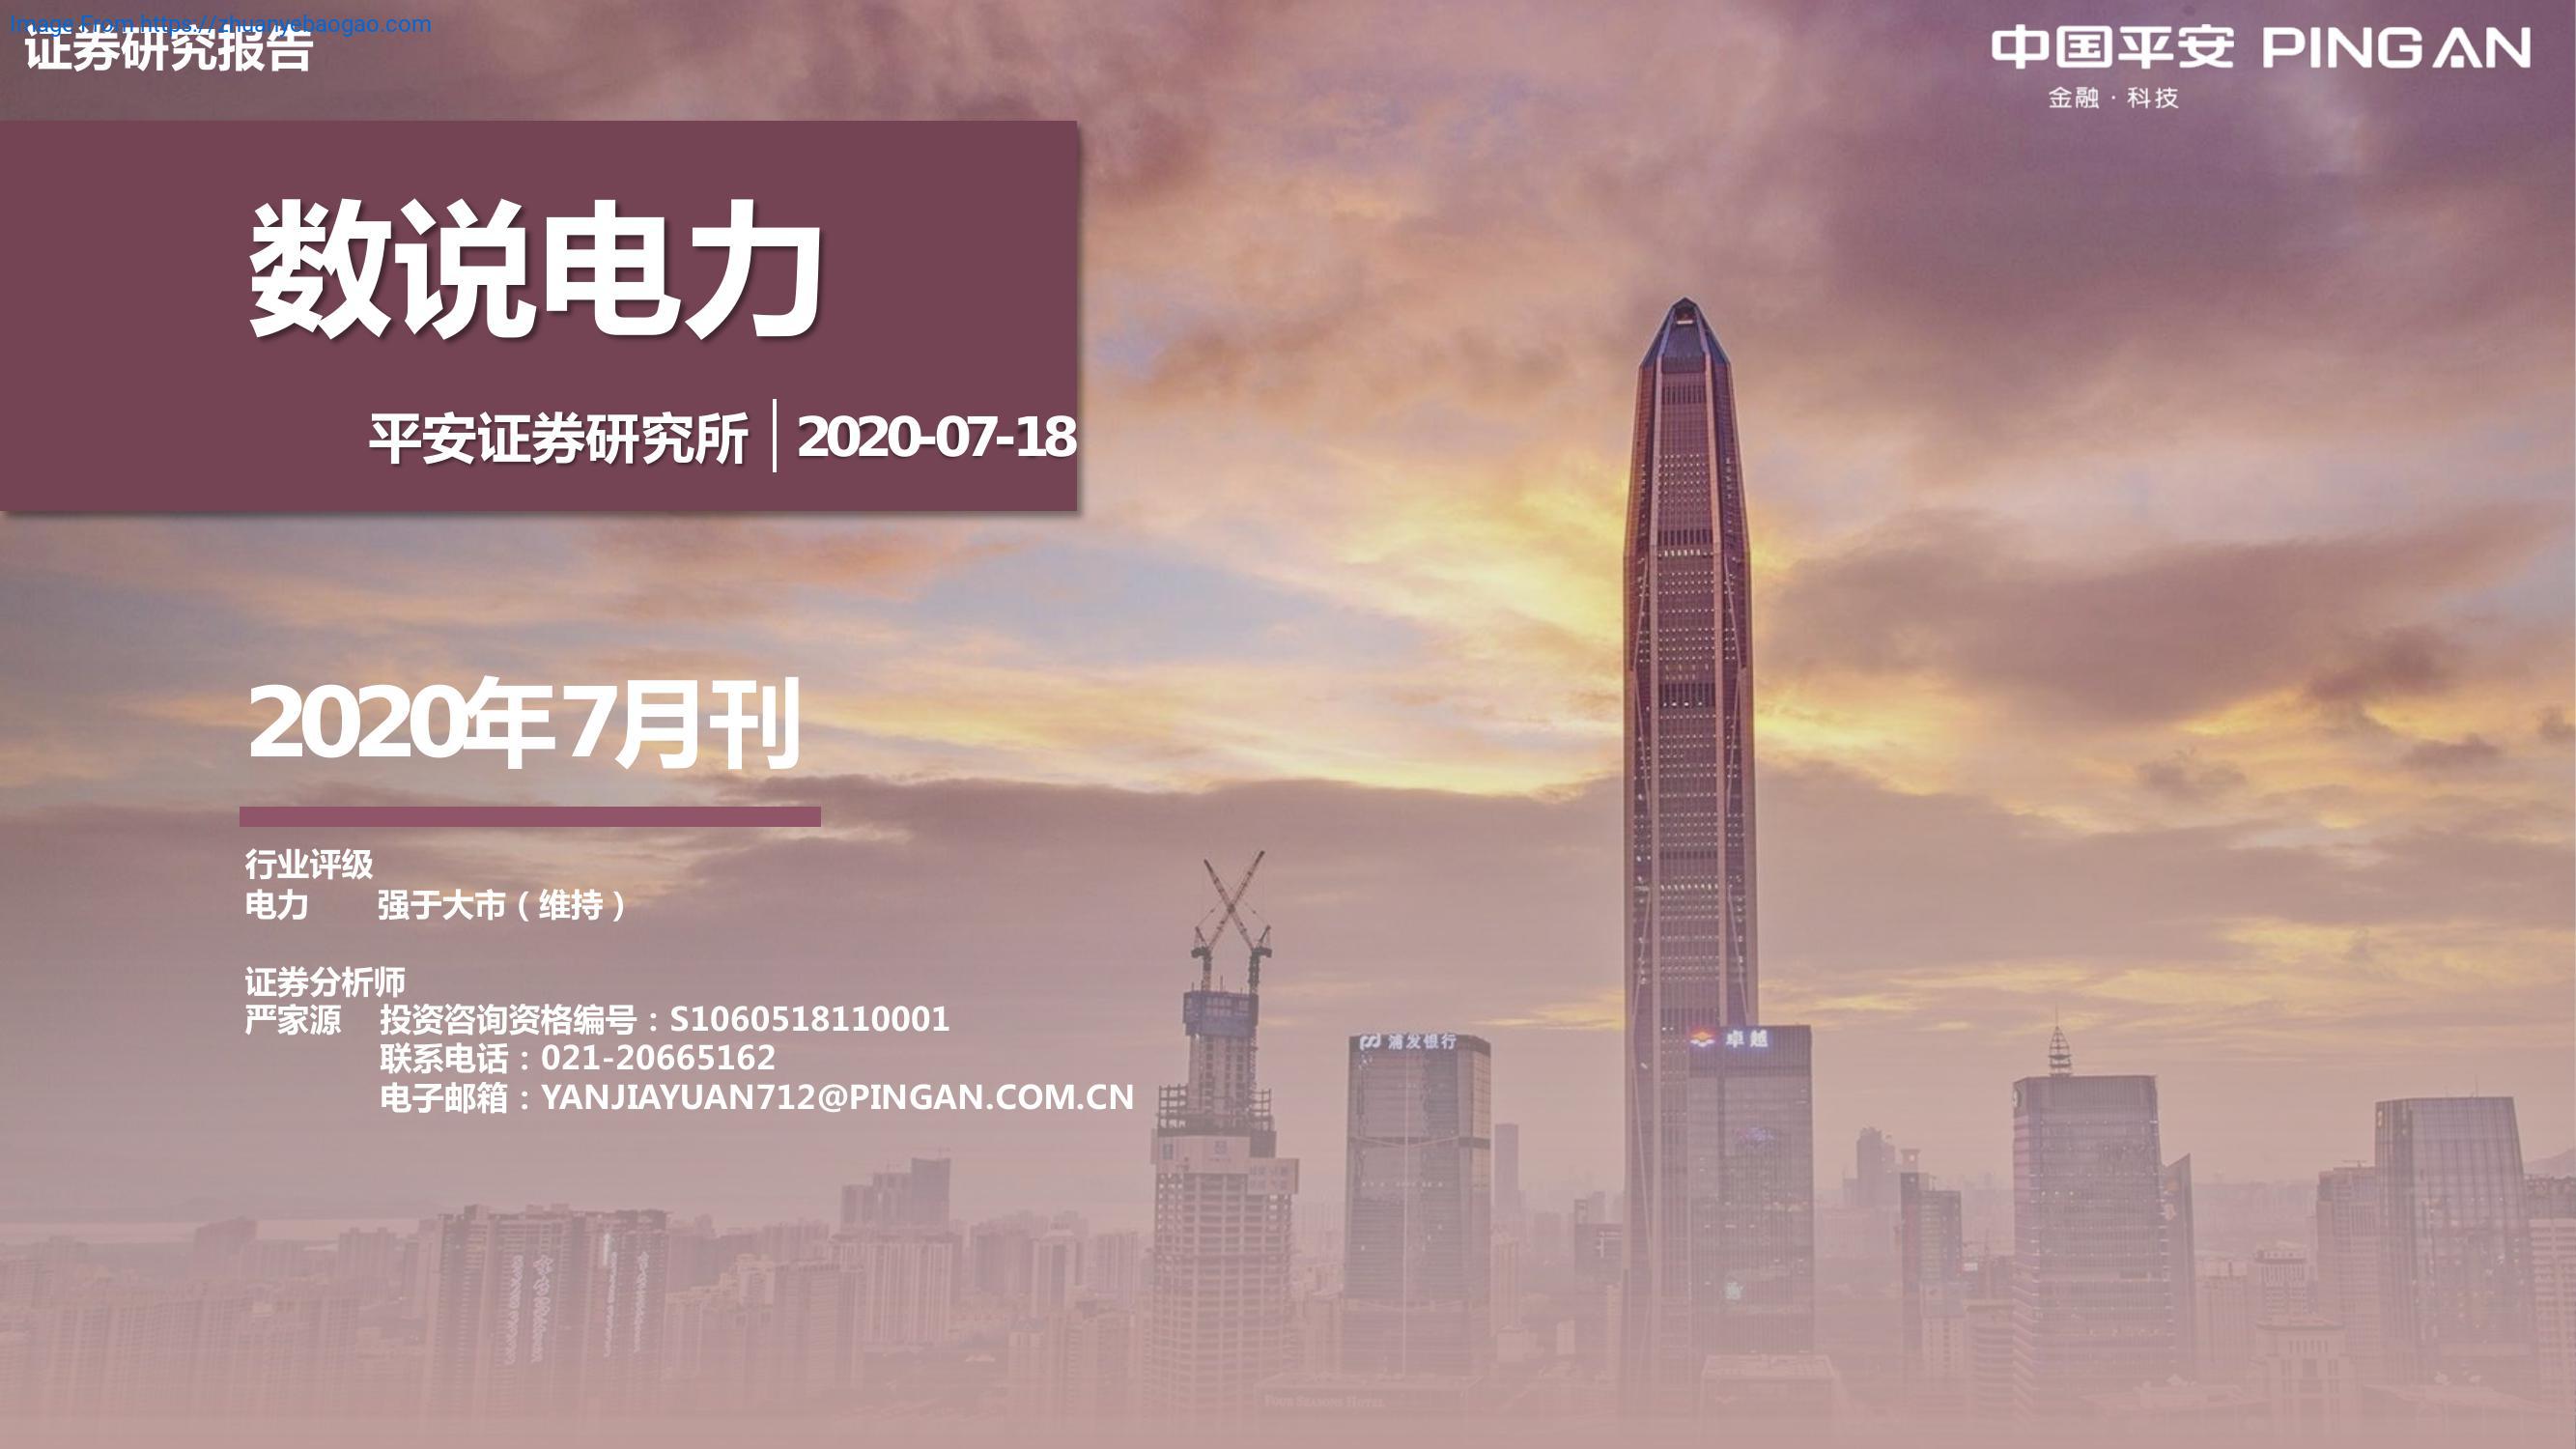 Image From https://zhuanyebaogao.com
证券研究报告
中国平安 PINGAN
金融·科技
数说电力
平安证券研究所 2020-07-18
2020年7月刊
行业评级
电力 强于大市（维持）
证券分析师
严家源 投资咨询资格编号：S1060518110001
联系电话：021-20665162
电子邮箱：YANJIAYUAN712@PINGAN.COM.CN
浦发银行
卓越
FOUR SEASONS HOTEL